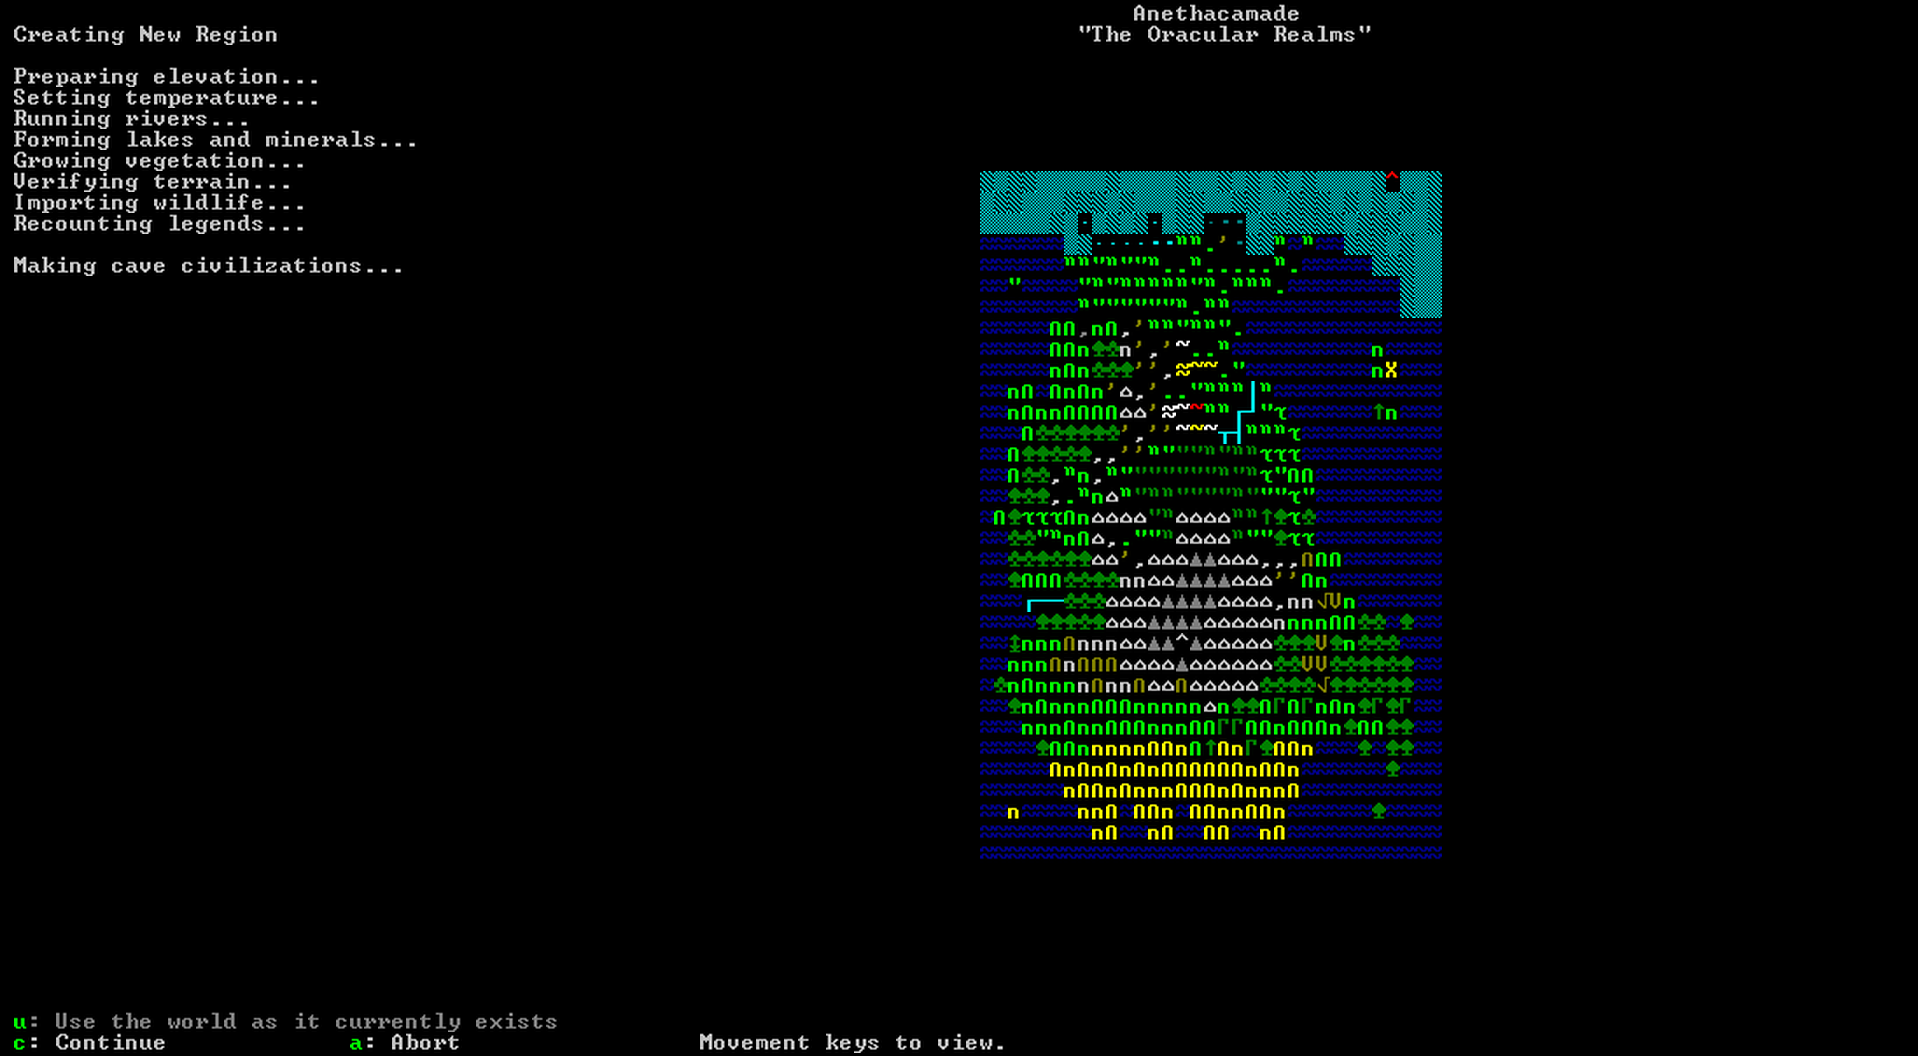 Anethacamade
"The Oracular Realms"
Creating New Region
Preparing elevation...
Setting temperature...
Running rivers...
Forming lakes and minerals...
Growing vegetation...
Verifying terrain...
Importing wildlife...
Recounting legends...
Making cave civilizations...
u: Use the world as it currently exists
c: Continue a: Abort Movement keys to view.